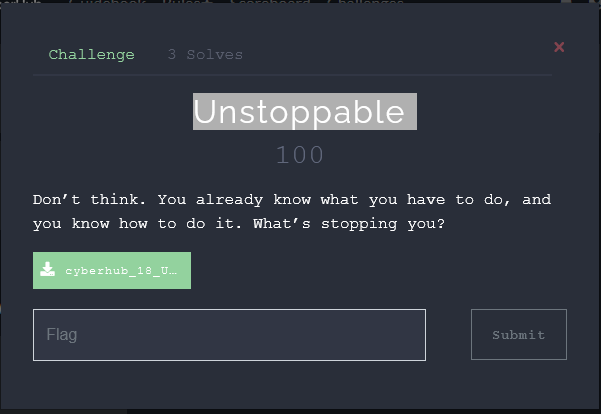 Challenge 3 Solves ×
Unstoppable
100
Don’t think. You already know what you have to do, and
you know how to do it. What’s stopping you?
cyberhub_18_U…
Flag
Submit